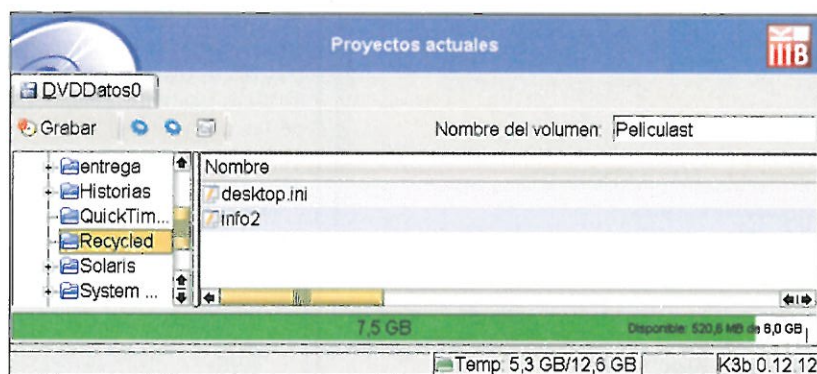 Proyectos actuales
K
IIIB
DVDDatos0
Grabar
Nombre del volumen: Peliculast
entrega
Historias
QuickTim...
Recycled
Solaris
System ...
Nombre
desktop.ini
info2
7,5 GB
Disponible: 520,6 MB de 8,0 GB
Temp: 5,3 GB/12,6 GB
K3b 0.12.12